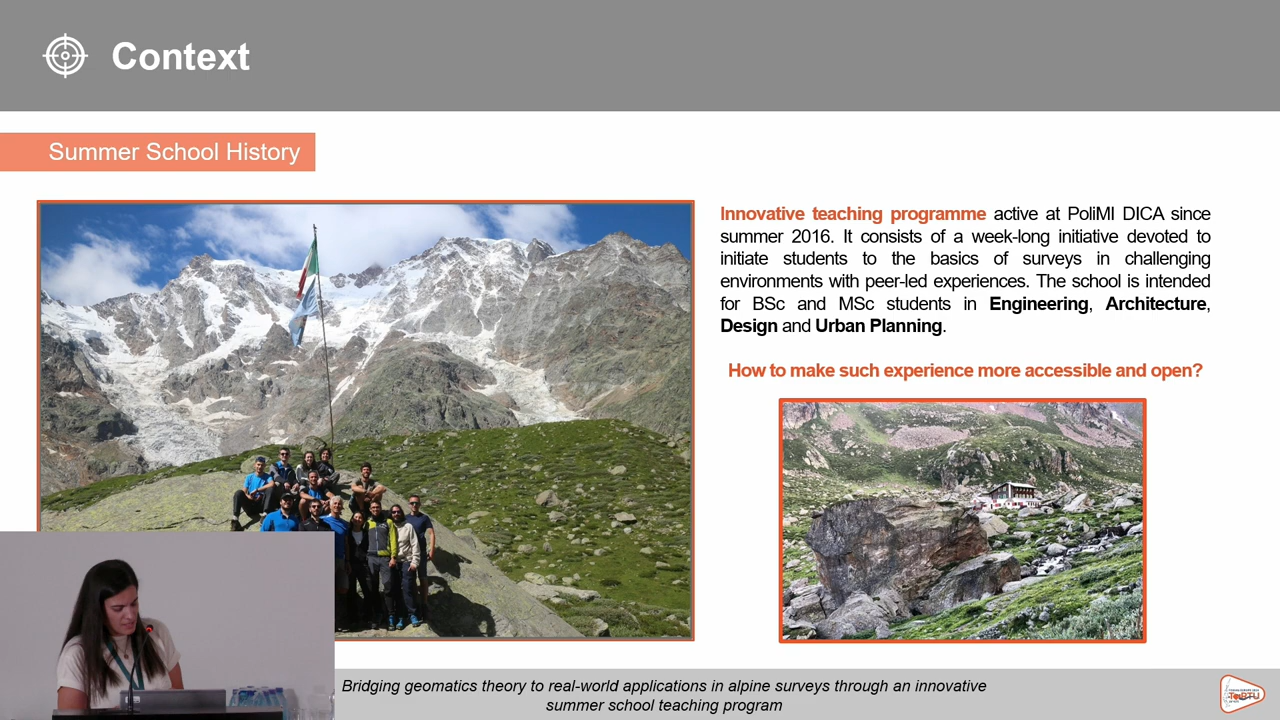 Context
Summer School History
Innovative teaching programme active at PoliMI DICA since
summer 2016. It consists of a week-long initiative devoted to
initiate students to the basics of surveys in challenging
environments with peer-led experiences. The school is intended
for BSc and MSc students in Engineering, Architecture,
Design and Urban Planning.
How to make such experience more accessible and open?
Bridging geomatics theory to real-world applications in alpine surveys through an innovative
summer school teaching program